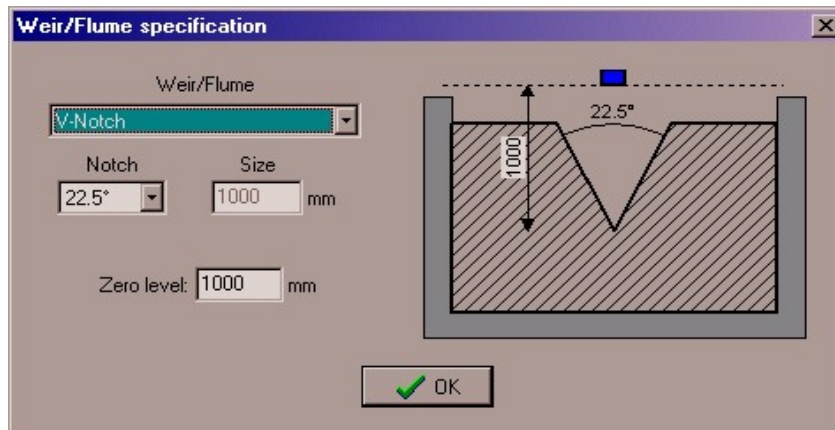 Weir/Flume specification
Weir/Flume
V-Notch
Notch Size
22.5° 1000 mm
Zero level: 1000 mm
OK
22.5°
1000